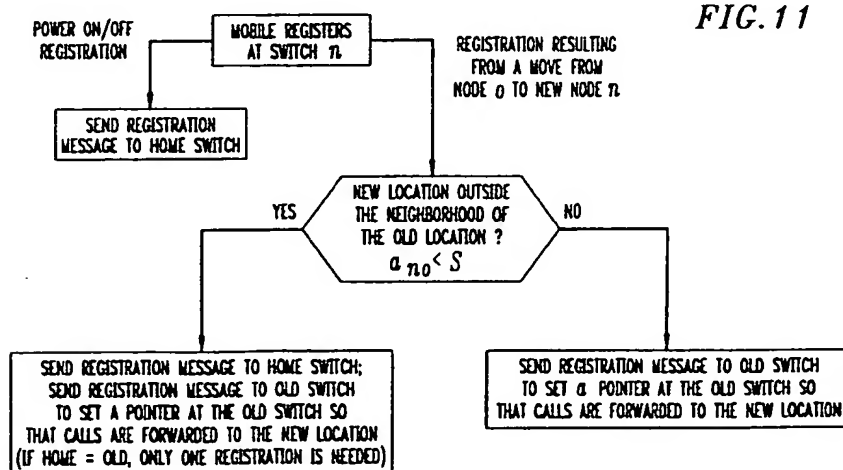 FIG. 11
POWER ON/OFF
REGISTRATION
MOBILE REGISTERS
AT SWITCH n
REGISTRATION RESULTING
FROM A MOVE FROM
NODE o TO NEW NODE n
SEND REGISTRATION
MESSAGE TO HOME SWITCH
YES
NEW LOCATION OUTSIDE
THE NEIGHBORHOOD OF
THE OLD LOCATION ?
a no < S
NO
SEND REGISTRATION MESSAGE TO HOME SWITCH;
SEND REGISTRATION MESSAGE TO OLD SWITCH
TO SET A POINTER AT THE OLD SWITCH SO
THAT CALLS ARE FORWARDED TO THE NEW LOCATION
(IF HOME = OLD, ONLY ONE REGISTRATION IS NEEDED)
SEND REGISTRATION MESSAGE TO OLD SWITCH
TO SET a POINTER AT THE OLD SWITCH SO
THAT CALLS ARE FORWARDED TO THE NEW LOCATION